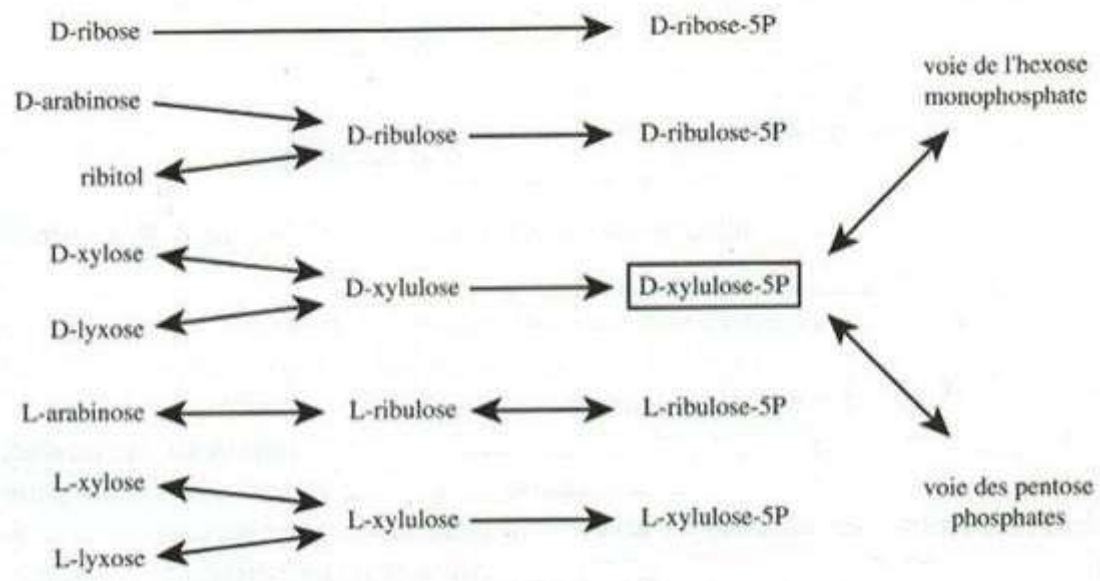 D-ribose
D-ribose-5P
voie de l'hexose
monophosphate
D-arabinose
D-ribulose
D-ribulose-5P
ribitol
D-xylose
D-xylulose
D-xylulose-5P
D-lyxose
L-arabinose
L-ribulose
L-ribulose-5P
L-xylose
L-xylulose
L-xylulose-5P
L-lyxose
voie des pentose
phosphates